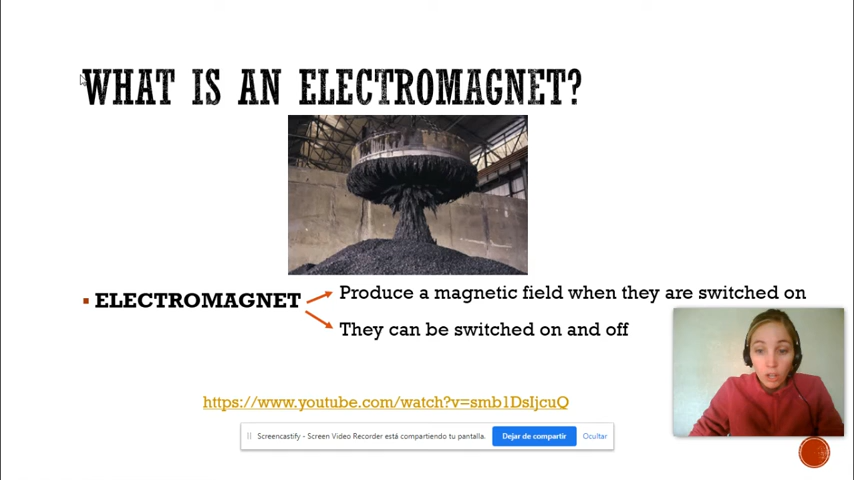 WHAT IS AN ELECTROMAGNET?
ELECTROMAGNET
Produce a magnetic field when they are switched on
They can be switched on and off
https://www.youtube.com/watch?v=smb1DsIjcuQ
Screencastify - Screen Video Recorder está compartiendo tu pantalla. Dejar de compartir Ocultar